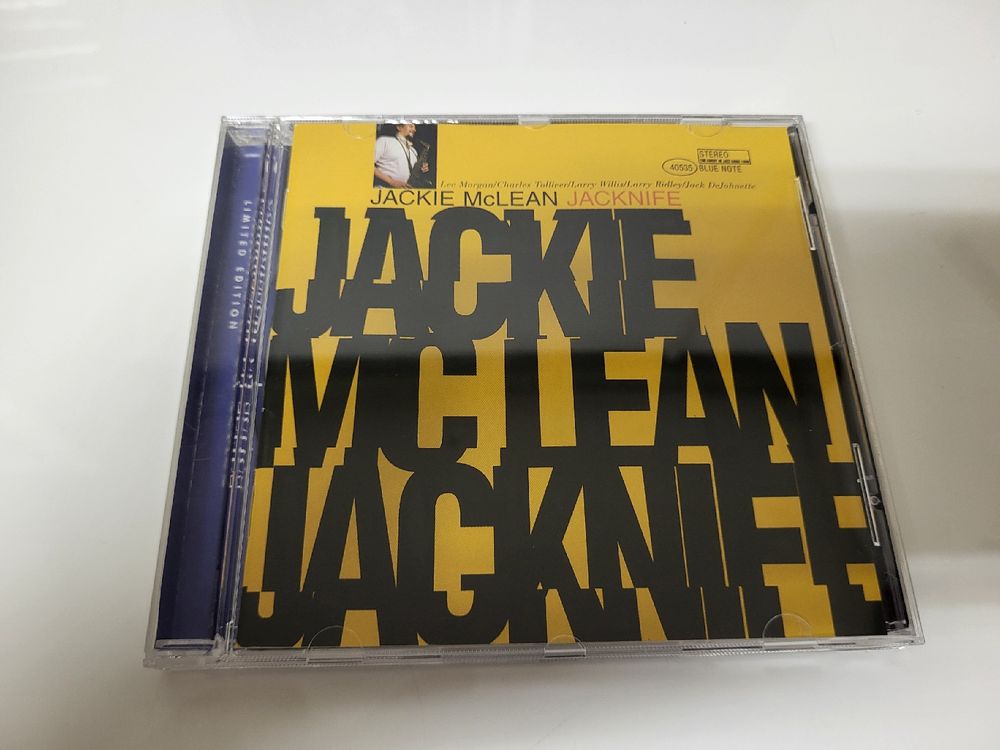 STEREO
40535 BLUE NOTE
Lee Morgan/Charles Tolliver/Larry Willis/Larry Ridley/Jack DeJohnette
JACKIE McLEAN JACKNIFE
JACKIE
MCLEAN
JACKNIFE
LIMITED EDITION